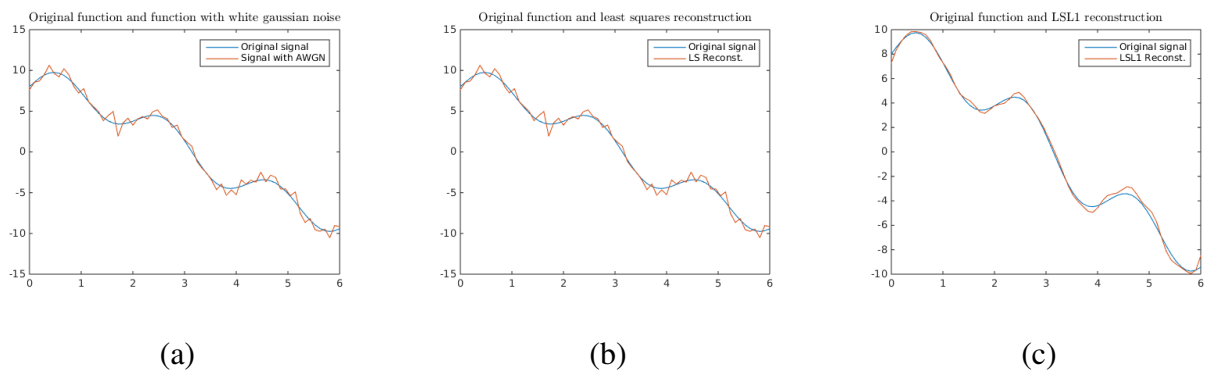 Original function and function with white gaussian noise
15
10
5
0
-5
-10
-15
0 1 2 3 4 5 6
Original signal
Signal with AWGN
(a)
Original function and least squares reconstruction
15
10
5
0
-5
-10
-15
0 1 2 3 4 5 6
Original signal
LS Reconst.
(b)
Original function and LSL1 reconstruction
10
8
6
4
2
0
-2
-4
-6
-8
-10
0 1 2 3 4 5 6
Original signal
LSL1 Reconst.
(c)